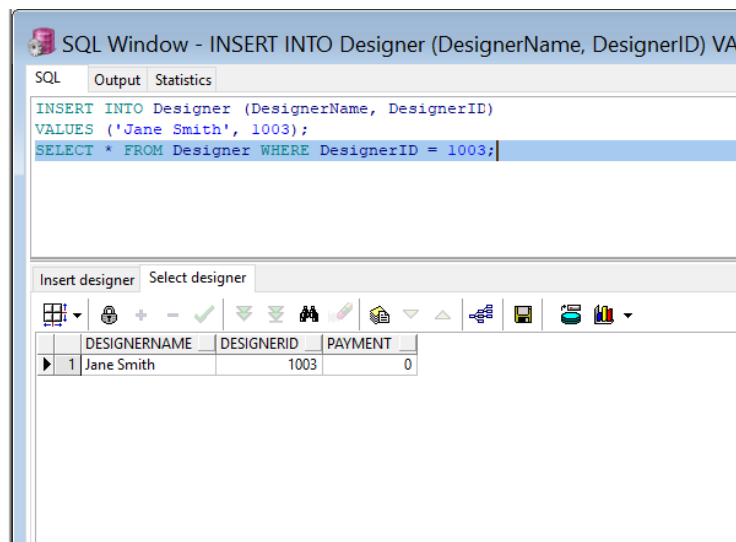 SQL Window - INSERT INTO Designer (DesignerName, DesignerID) VA
SQL Output Statistics
INSERT INTO Designer (DesignerName, DesignerID)
VALUES ('Jane Smith', 1003);
SELECT * FROM Designer WHERE DesignerID = 1003;
Insert designer Select designer
DESIGNERNAME DESIGNERID PAYMENT
1 Jane Smith 1003 0